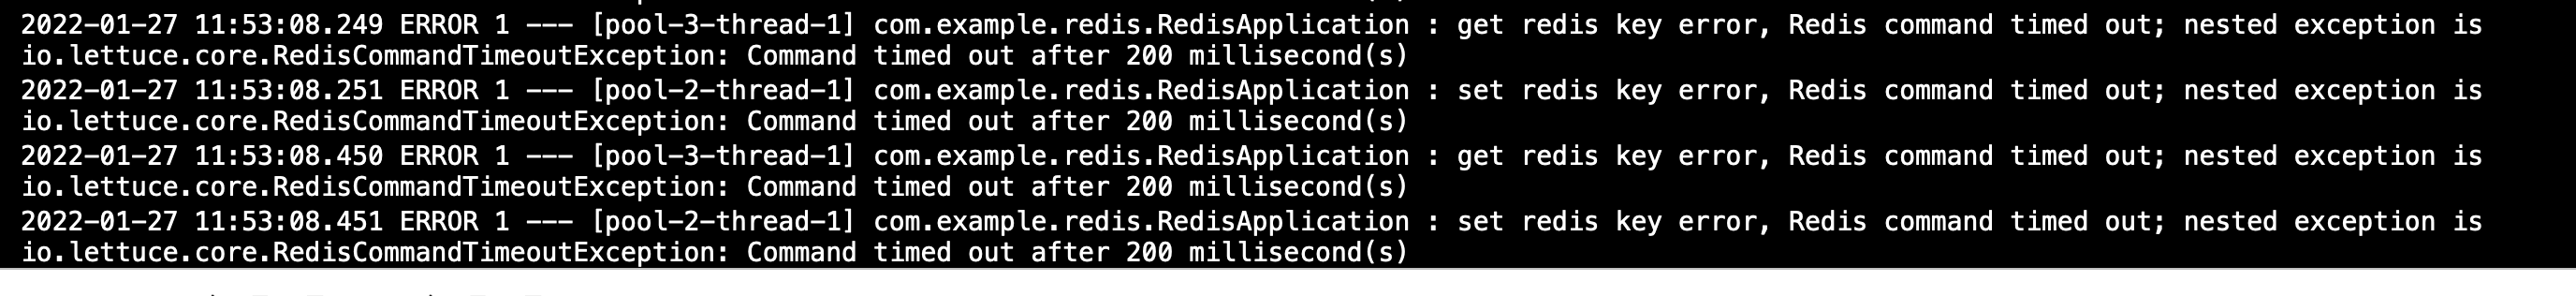 2022-01-27 11:53:08.249 ERROR 1 --- [pool-3-thread-1] com.example.redis.RedisApplication : get redis key error, Redis command timed out; nested exception is
io.lettuce.core.RedisCommandTimeoutException: Command timed out after 200 millisecond(s)
2022-01-27 11:53:08.251 ERROR 1 --- [pool-2-thread-1] com.example.redis.RedisApplication : set redis key error, Redis command timed out; nested exception is
io.lettuce.core.RedisCommandTimeoutException: Command timed out after 200 millisecond(s)
2022-01-27 11:53:08.450 ERROR 1 --- [pool-3-thread-1] com.example.redis.RedisApplication : get redis key error, Redis command timed out; nested exception is
io.lettuce.core.RedisCommandTimeoutException: Command timed out after 200 millisecond(s)
2022-01-27 11:53:08.451 ERROR 1 --- [pool-2-thread-1] com.example.redis.RedisApplication : set redis key error, Redis command timed out; nested exception is
io.lettuce.core.RedisCommandTimeoutException: Command timed out after 200 millisecond(s)